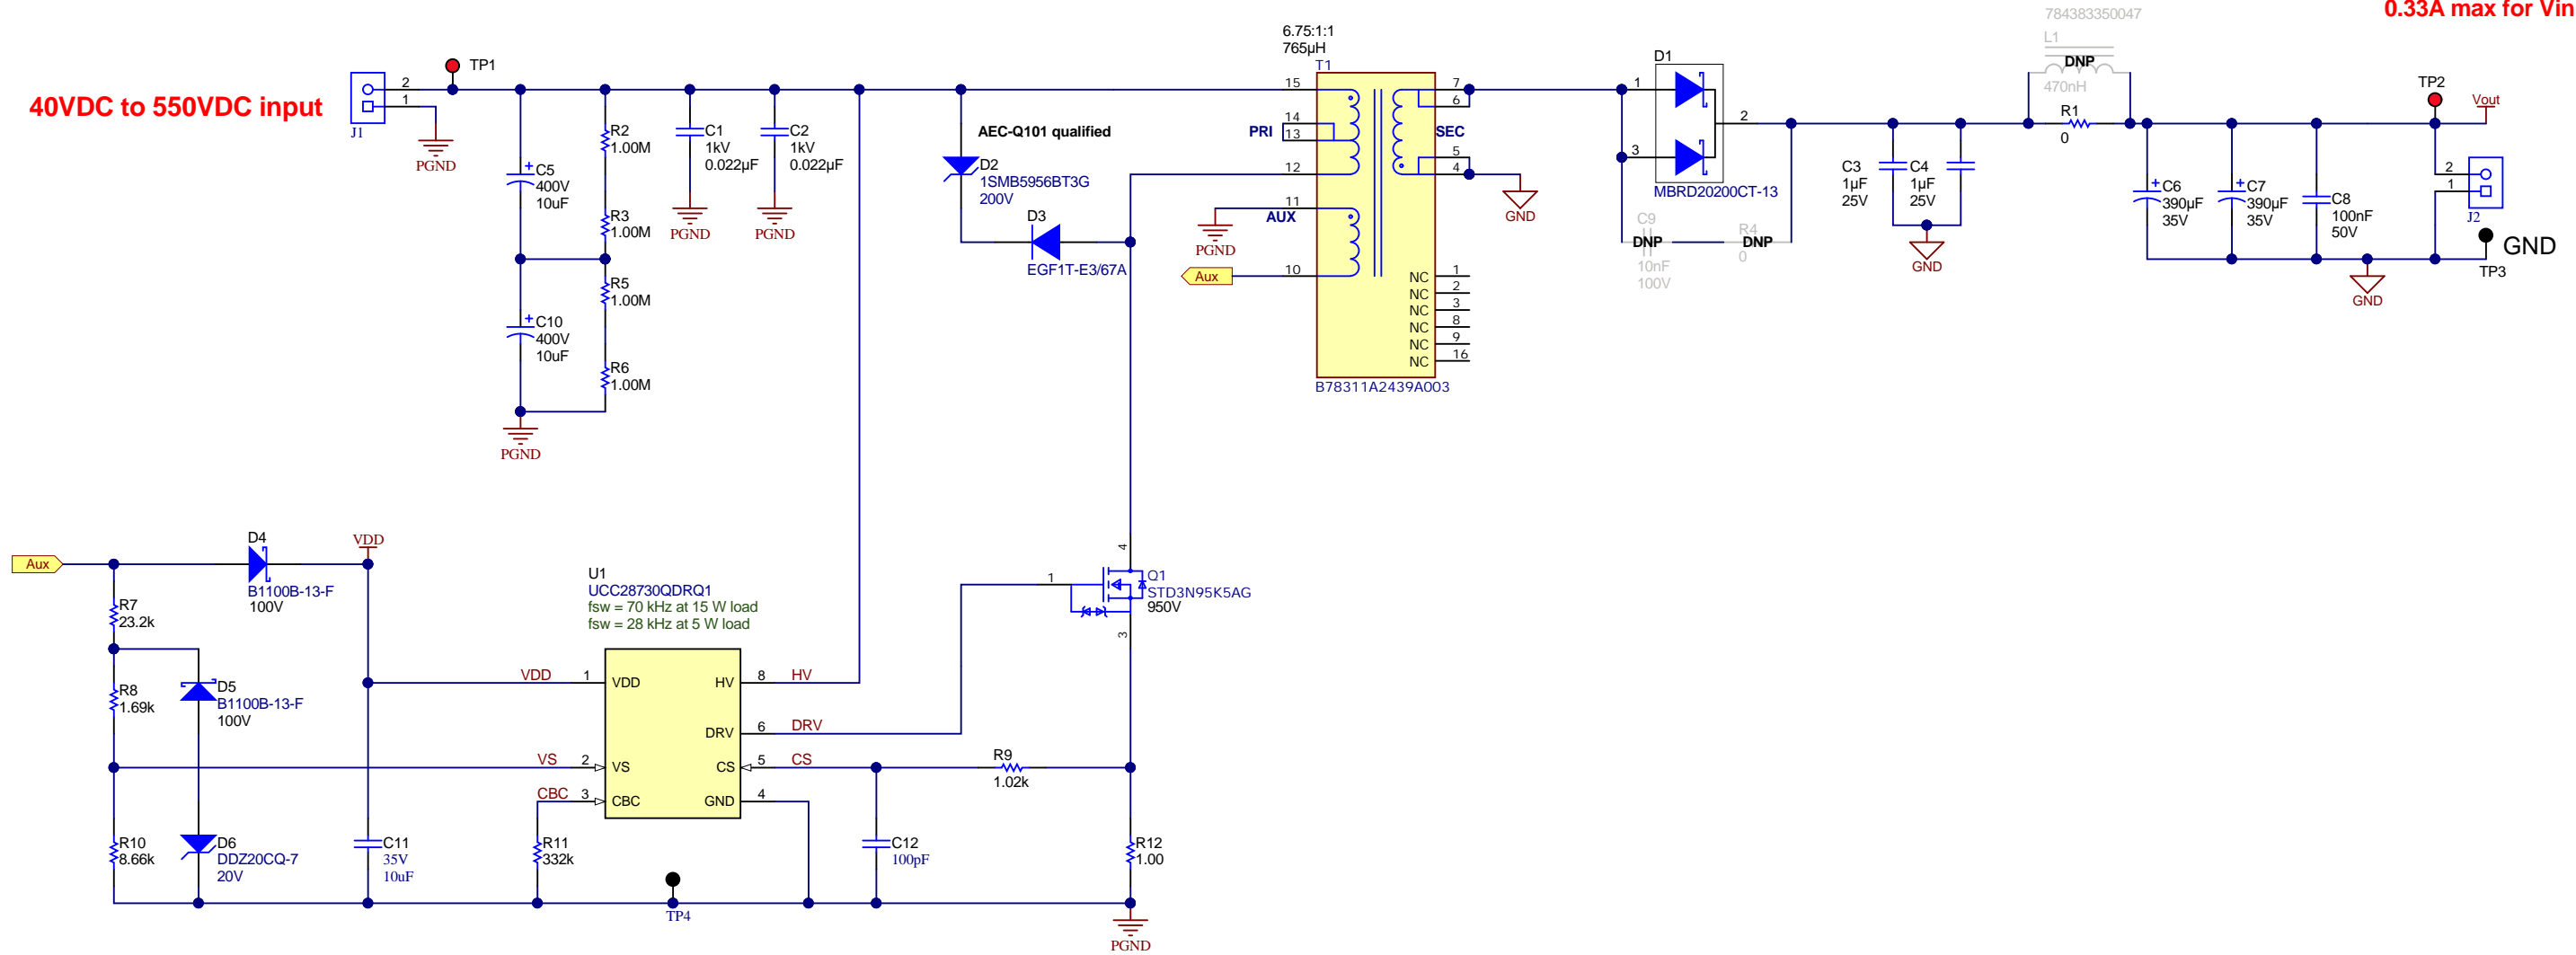 0.33A max for Vin
784383350047
L1
DNP
470nH
R1
0
TP2
Vout
6.75:1:1
765µH
T1
D1
TP1
40VDC to 550VDC input
2
1
J1
PGND
R2
1.00M
C1
1kV
0.022µF
C2
1kV
0.022µF
PGND
PGND
C5
400V
10uF
R3
1.00M
R5
1.00M
C10
400V
10uF
R6
1.00M
PGND
AEC-Q101 qualified
D2
1SMB5956BT3G
200V
D3
EGF1T-E3/67A
15
14
13
12
11
10
PRI
AUX
PGND
Aux
7
6
SEC
5
4
GND
NC 1
NC 2
NC 3
NC 8
NC 9
NC 16
B78311A2439A003
1
3
2
MBRD20200CT-13
C9
DNP
10nF
100V
R4
DNP
0
C3
1µF
25V
C4
1µF
25V
GND
C6
390µF
35V
C7
390µF
35V
C8
100nF
50V
2
1
J2
GND
TP3
GND
Aux
D4
B1100B-13-F
100V
VDD
R7
23.2k
R8
1.69k
D5
B1100B-13-F
100V
R10
8.66k
D6
DDZ20CQ-7
20V
C11
35V
10uF
U1
UCC28730QDRQ1
fsw = 70 kHz at 15 W load
fsw = 28 kHz at 5 W load
VDD 1 VDD
HV 8 HV
DRV 6 DRV
VS 2 VS
CS 5 CS
CBC 3 CBC
GND 4
R11
332k
TP4
C12
100pF
R9
1.02k
R12
1.00
PGND
4
1
3
Q1
STD3N95K5AG
950V